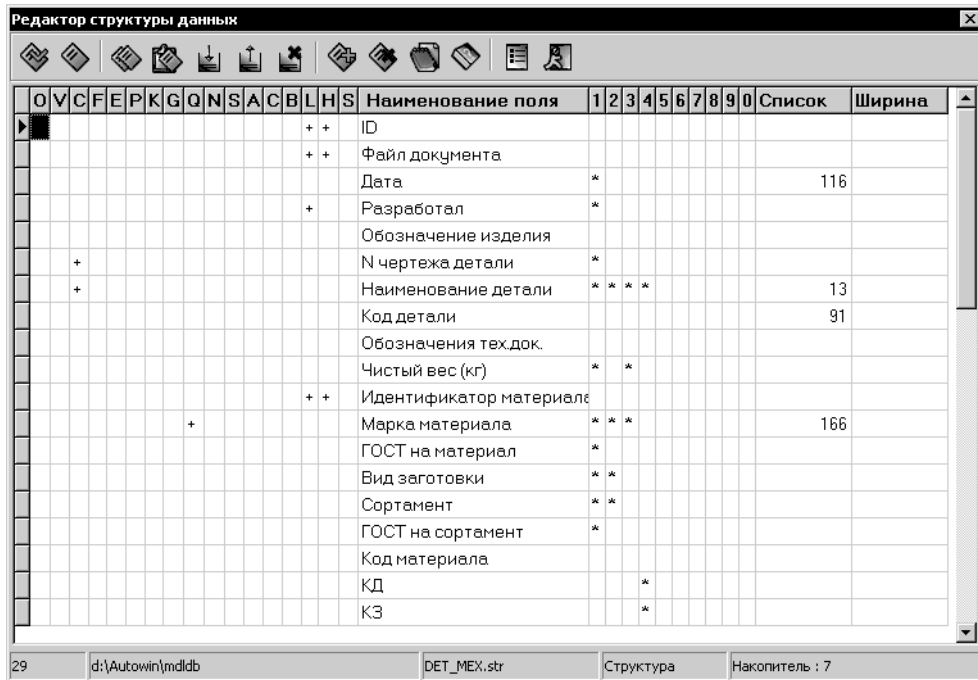 Редактор структуры данных
O V C F E P K G Q N S A C B L H S Наименование поля 1 2 3 4 5 6 7 8 9 0 Список Ширина
+ + ID
+ + Файл документа
Дата * 116
+ Разработал *
Обозначение изделия
+ N чертежа детали *
+ Наименование детали * * * * 13
Код детали 91
Обозначения тех.док.
Чистый вес (кг) * *
+ + Идентификатор материала
+ Марка материала * * * 166
ГОСТ на материал *
Вид заготовки * *
Сортамент * *
ГОСТ на сортамент *
Код материала
КД *
КЗ *
29 d:\Autowin\mdldb DET_MEX.str Структура Накопитель : 7